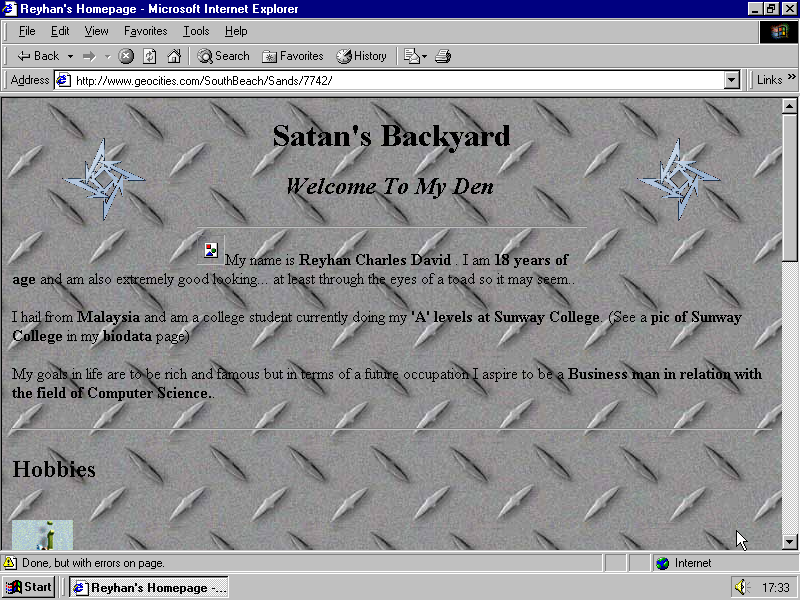 Reyhan's Homepage - Microsoft Internet Explorer
File Edit View Favorites Tools Help
Back Search Favorites History
Address http://www.geocities.com/SouthBeach/Sands/7742/ Links »
Satan's Backyard
Welcome To My Den
My name is Reyhan Charles David . I am 18 years of
age and am also extremely good looking... at least through the eyes of a toad so it may seem..
I hail from Malaysia and am a college student currently doing my 'A' levels at Sunway College. (See a pic of Sunway
College in my biodata page)
My goals in life are to be rich and famous but in terms of a future occupation I aspire to be a Business man in relation with
the field of Computer Science..
Hobbies
Done, but with errors on page. Internet
Start Reyhan's Homepage -... 17:33